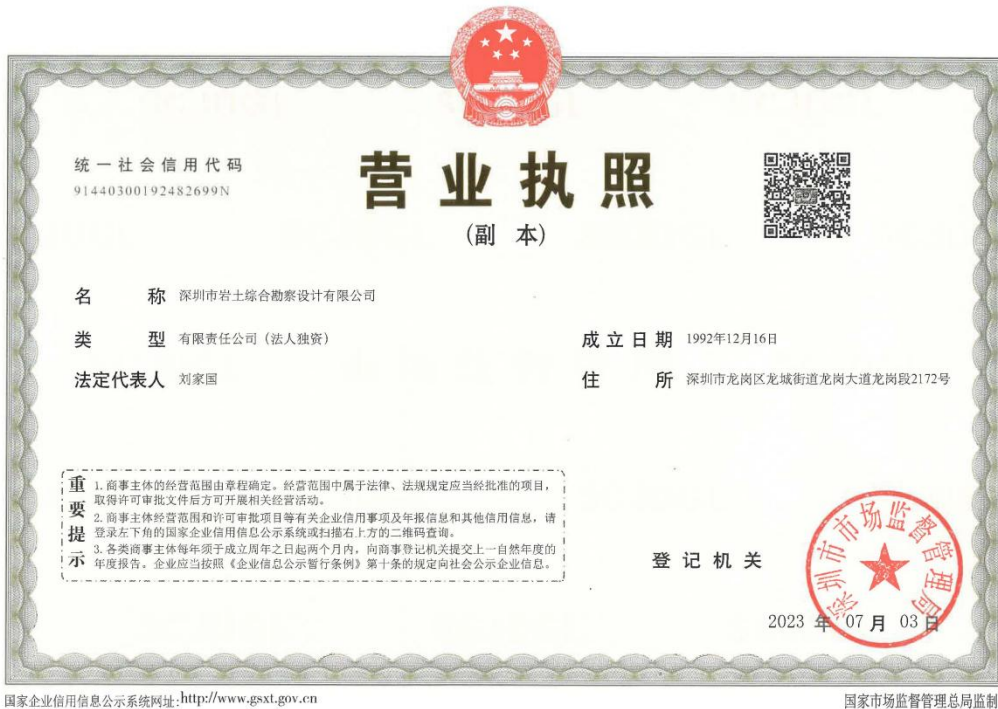 统一社会信用代码
91440300192482699N
营业执照
(副 本)
名 称 深圳市岩土综合勘察设计有限公司
类 型 有限责任公司（法人独资）
成立日期 1992年12月16日
法定代表人 刘家国
住 所 深圳市龙岗区龙城街道龙岗大道龙岗段2172号
重要提示
1. 商事主体的经营范围由章程确定。经营范围中属于法律、法规规定应当经批准的项目，
取得许可审批文件后方可开展相关经营活动。
2. 商事主体经营范围和许可审批项目等有关企业信用事项及年报信息和其他信用信息，请
登录左下角的国家企业信用信息公示系统或扫描右上方的二维码查询。
3. 各类商事主体每年须于成立周年之日起两个月内，向商事登记机关提交上一自然年度的
年度报告。企业应当按照《企业信息公示暂行条例》第十条的规定向社会公示企业信息。
登记机关
深圳市市场监督管理局
2023 年 07 月 03 日
国家企业信用信息公示系统网址:http://www.gsxt.gov.cn
国家市场监督管理总局监制